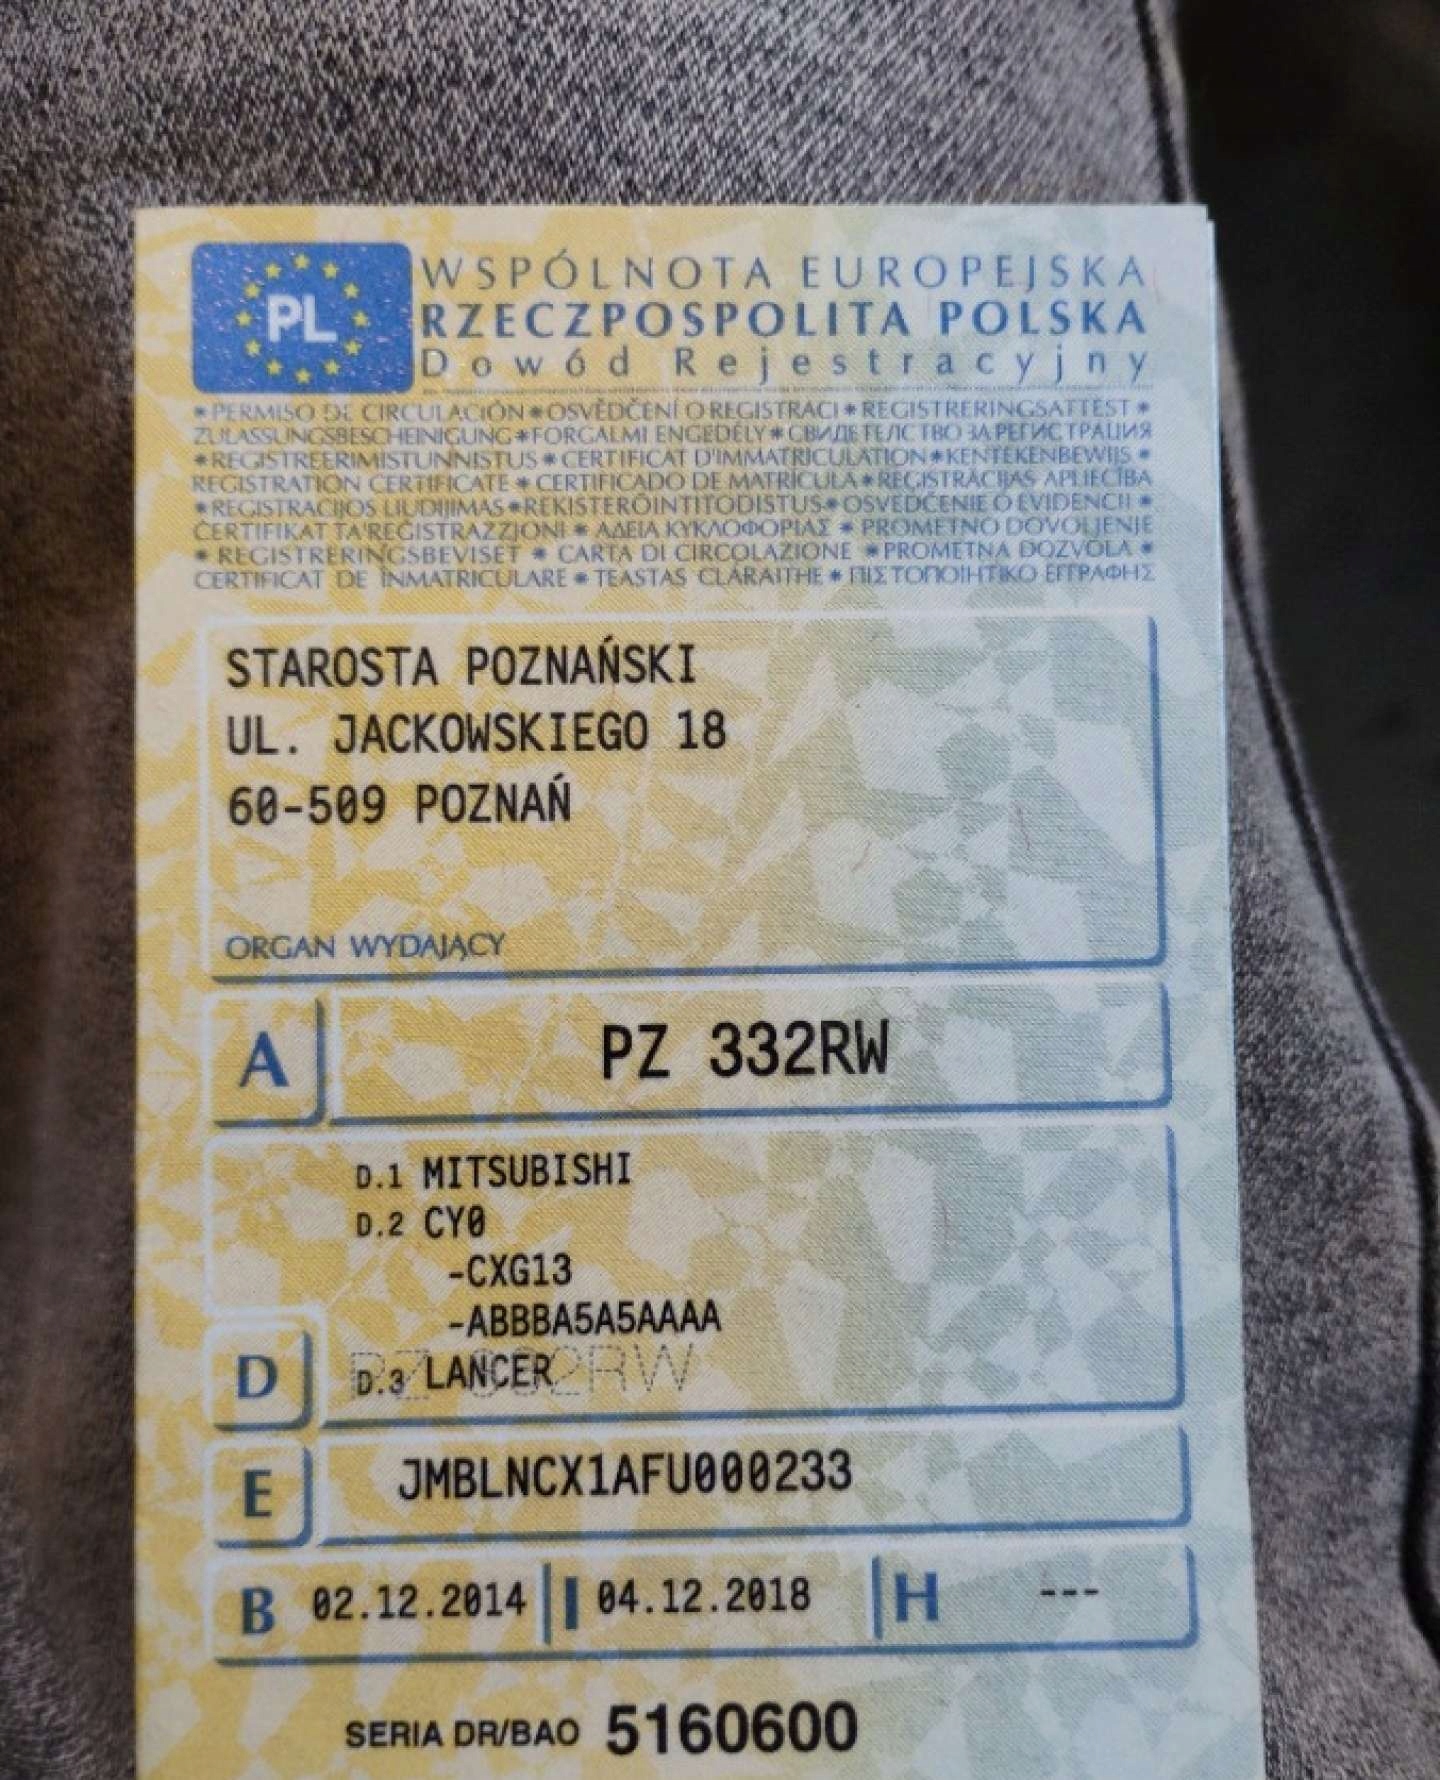 PL
WSPÓLNOTA EUROPEJSKA
RZECZPOSPOLITA POLSKA
Dowód Rejestracyjny
* PERMISO DE CIRCULACIÓN * OSVĚDČENÍ O REGISTRACI * REGISTRERINGSATTEST *
ZULASSUNGSBESCHEINIGUNG * FORGALMI ENGEDÉLY * СВИДЕТЕЛСТВО ЗА РЕГИСТРАЦИЯ
* REGISTREERIMISTUNNISTUS * CERTIFICAT D'IMMATRICULATION * KENTEKENBEWIJS *
REGISTRATION CERTIFICATE * CERTIFICADO DE MATRÍCULA * REĢISTRĀCIJAS APLIECĪBA
* REGISTRACIJOS LIUDIJIMAS * REKISTERÖINTITODISTUS * OSVEDČENIE O EVIDENCII *
ĊERTIFIKAT TA'REĠISTRAZZJONI * ΑΔΕΙΑ ΚΥΚΛΟΦΟΡΙΑΣ * PROMETNO DOVOLJENJE
* REGISTRERINGSBEVISET * CARTA DI CIRCOLAZIONE * PROMETNA DOZVOLA *
CERTIFICAT DE ÎNMATRICULARE * TEASTAS CLÁRAITHE * ΠΙΣΤΟΠΟΙΗΤΙΚΟ ΕΓΓΡΑΦΗΣ
STAROSTA POZNAŃSKI
UL. JACKOWSKIEGO 18
60-509 POZNAŃ
ORGAN WYDAJĄCY
A PZ 332RW
D.1 MITSUBISHI
D.2 CY0
-CXG13
-ABBBA5A5AAAA
D D.3 LANCER
PZ 332RW
E JMBLNCX1AFU000233
B 02.12.2014 I 04.12.2018 H ---
SERIA DR/BAO 5160600